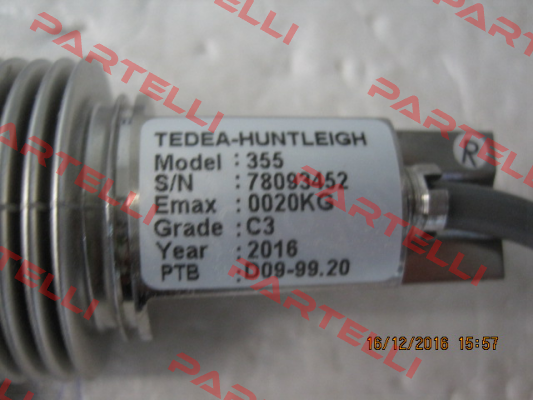 PARTELLI
PARTELLI
PARTELLI
TEDEA-HUNTLEIGH
Model : 355
S/N : 78093452
Emax : 0020KG
Grade : C3
Year : 2016
PTB : D09-99.20
R
PARTELLI
PARTELLI
PARTELLI
16/12/2016 15:57
PARTELLI
PARTELLI